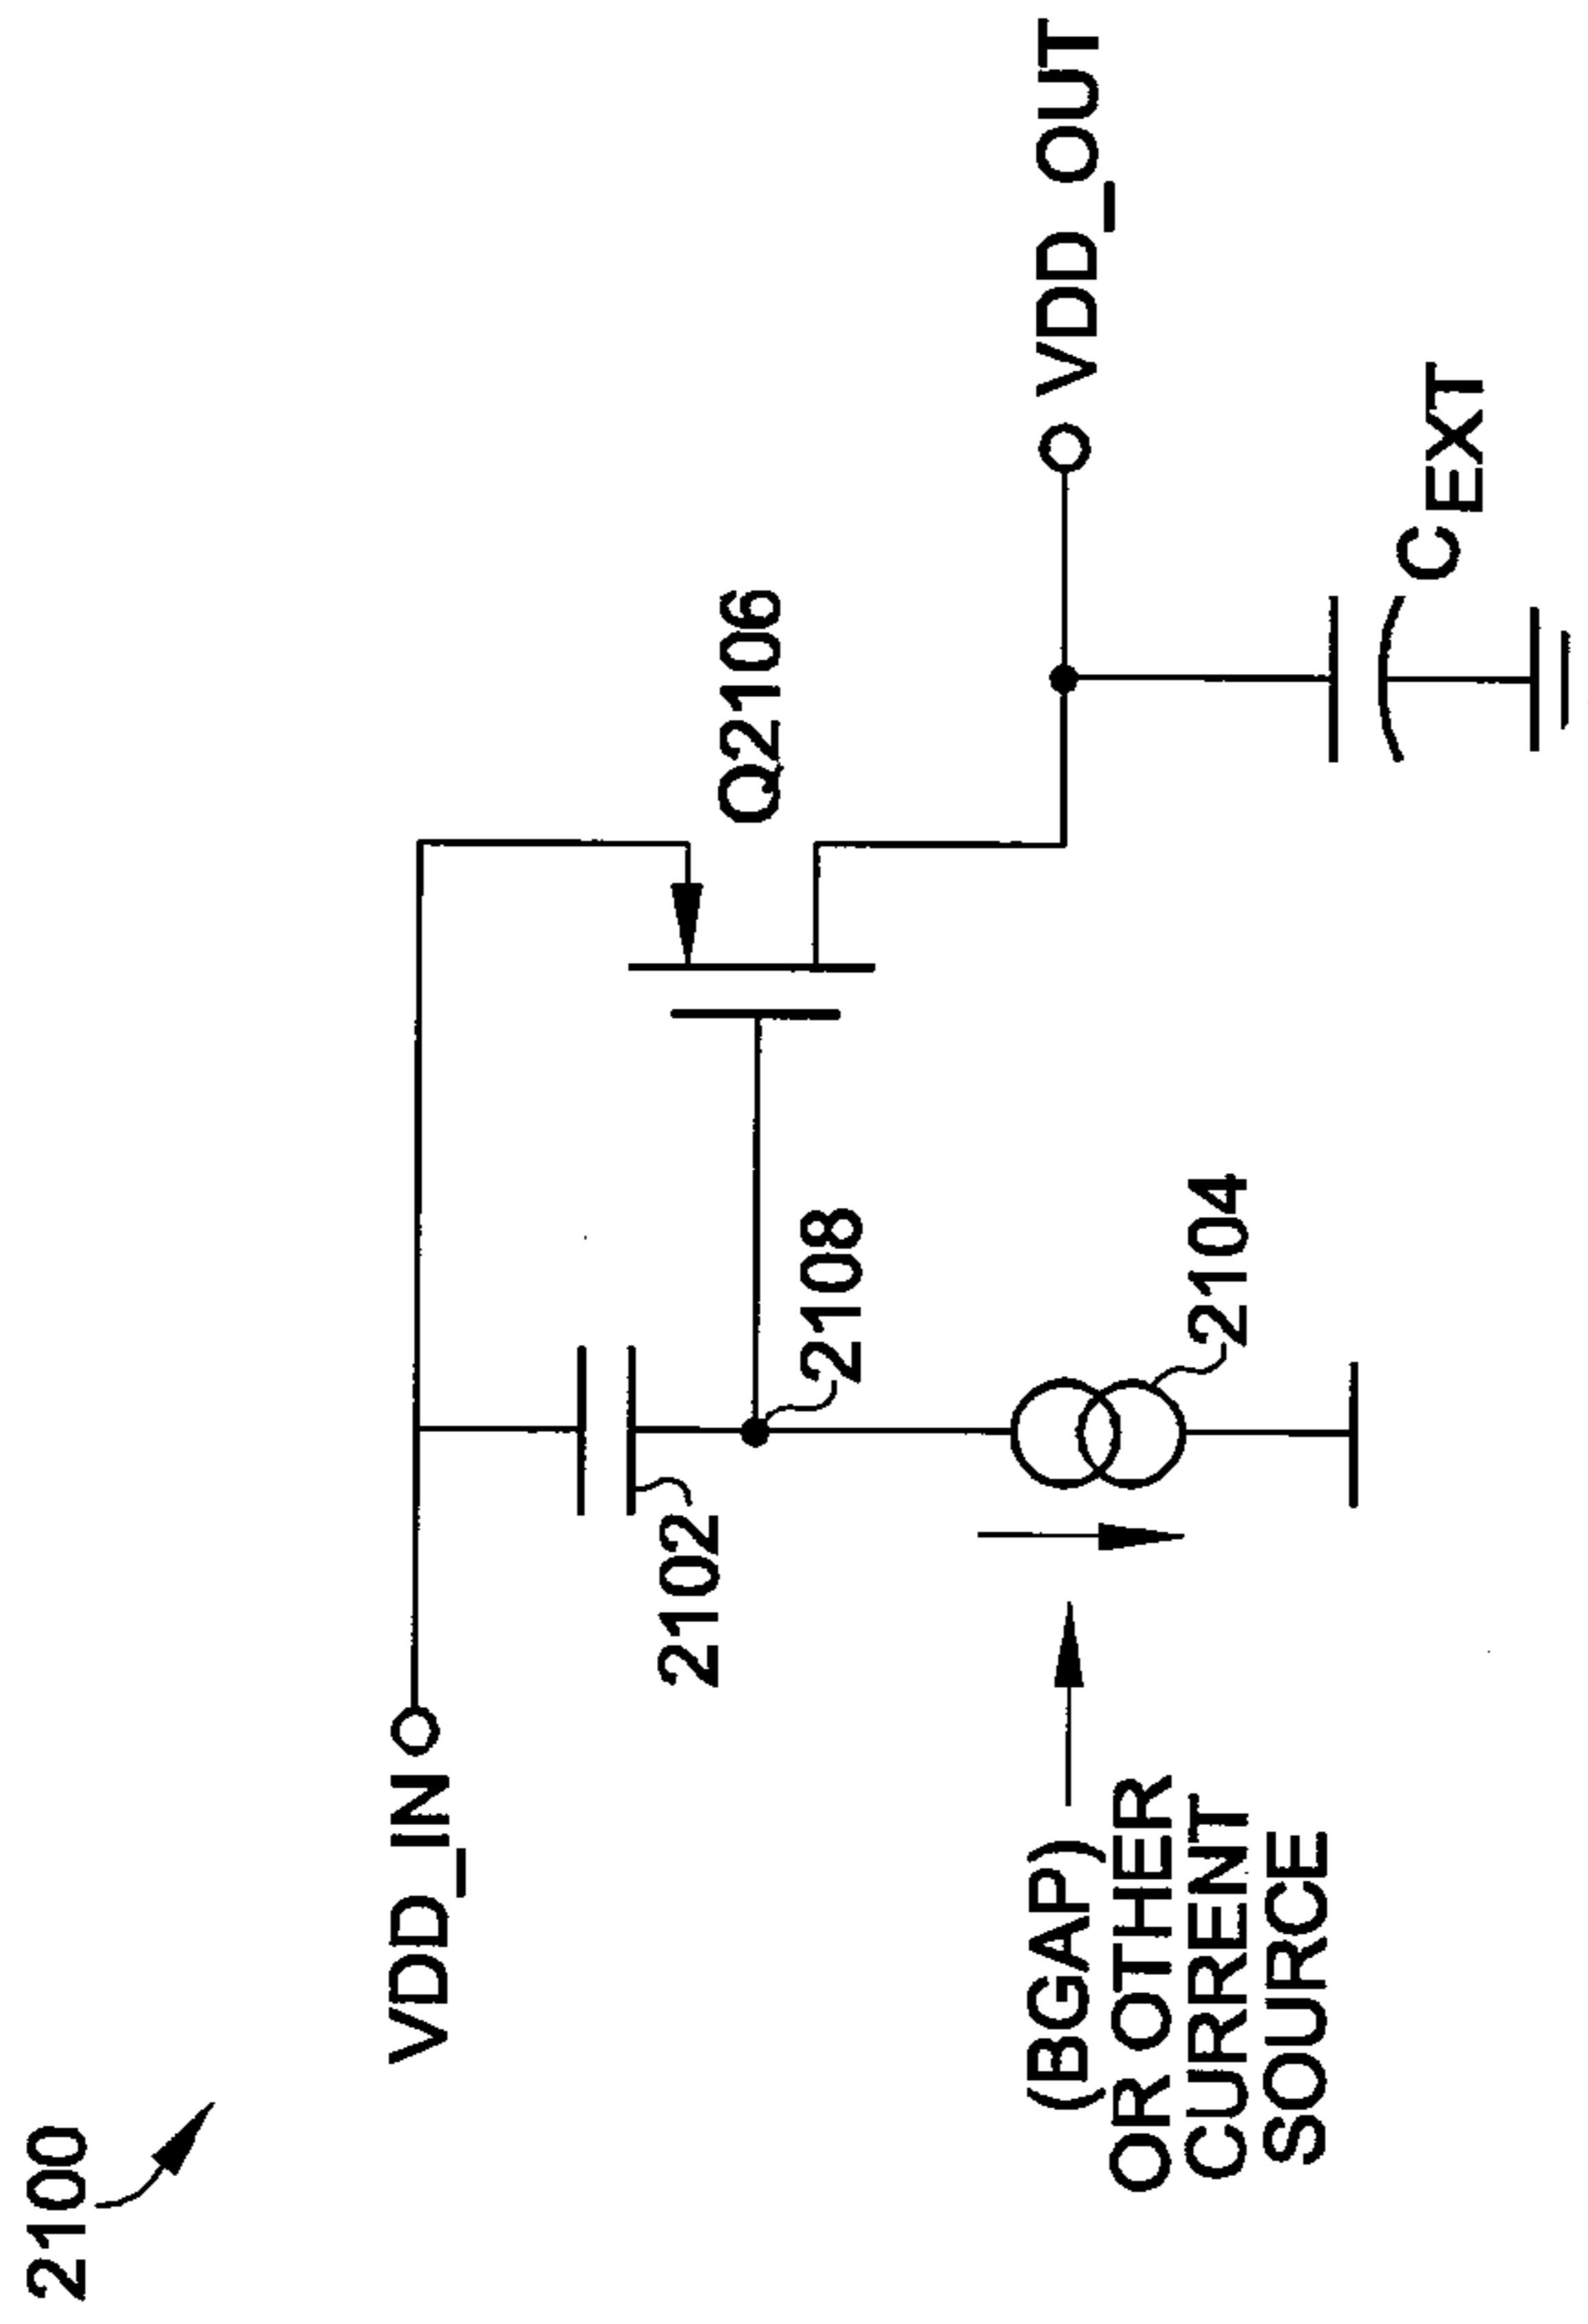 2100
VDD_IN
2102
2108
Q2106
VDD_OUT
(BGAP)
OR OTHER
CURRENT
SOURCE
2104
CEXT